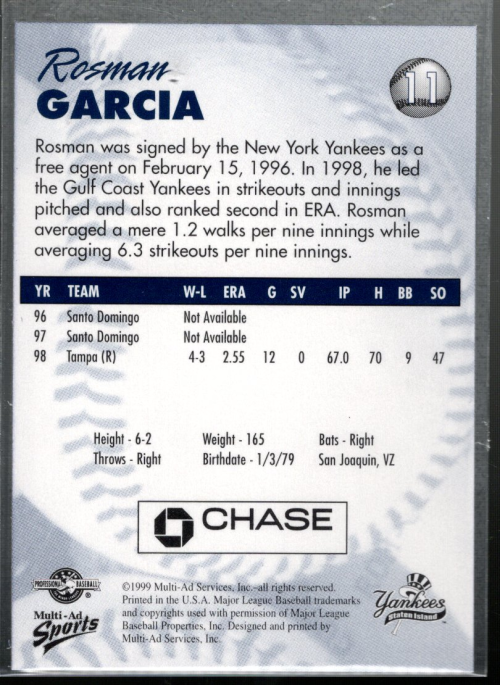 Rosman
GARCIA
11
Rosman was signed by the New York Yankees as a
free agent on February 15, 1996. In 1998, he led
the Gulf Coast Yankees in strikeouts and innings
pitched and also ranked second in ERA. Rosman
averaged a mere 1.2 walks per nine innings while
averaging 6.3 strikeouts per nine innings.
YR TEAM W-L ERA G SV IP H BB SO
96 Santo Domingo Not Available
97 Santo Domingo Not Available
98 Tampa (R) 4-3 2.55 12 0 67.0 70 9 47
Height - 6-2 Weight - 165 Bats - Right
Throws - Right Birthdate - 1/3/79 San Joaquin, VZ
CHASE
PROFESSIONAL BASEBALL
®
Multi-Ad
Sports
©1999 Multi-Ad Services, Inc.-all rights reserved.
Printed in the U.S.A. Major League Baseball trademarks
and copyrights used with permission of Major League
Baseball Properties, Inc. Designed and printed by
Multi-Ad Services, Inc.
Yankees
Staten Island